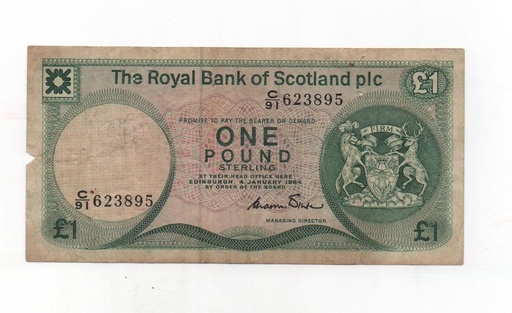 The Royal Bank of Scotland plc
£1
C/91 623895
PROMISE TO PAY THE BEARER ON DEMAND
ONE
POUND
STERLING
AT THEIR HEAD OFFICE HERE
EDINBURGH, 4 JANUARY 1984
BY ORDER OF THE BOARD
MANAGING DIRECTOR
FIRM
C/91 623895
£1
£1